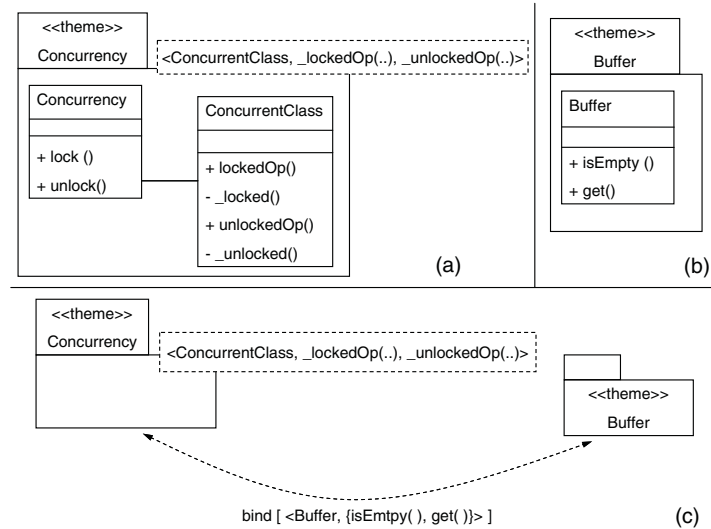 <<theme>>
Concurrency
<ConcurrentClass, _lockedOp(..), _unlockedOp(..)>
Concurrency
+ lock ()
+ unlock()
ConcurrentClass
+ lockedOp()
- _locked()
+ unlockedOp()
- _unlocked()
(a)
<<theme>>
Buffer
Buffer
+ isEmpty ()
+ get()
(b)
<<theme>>
Concurrency
<ConcurrentClass, _lockedOp(..), _unlockedOp(..)>
<<theme>>
Buffer
bind [ <Buffer, {isEmtpy( ), get( )}> ]
(c)